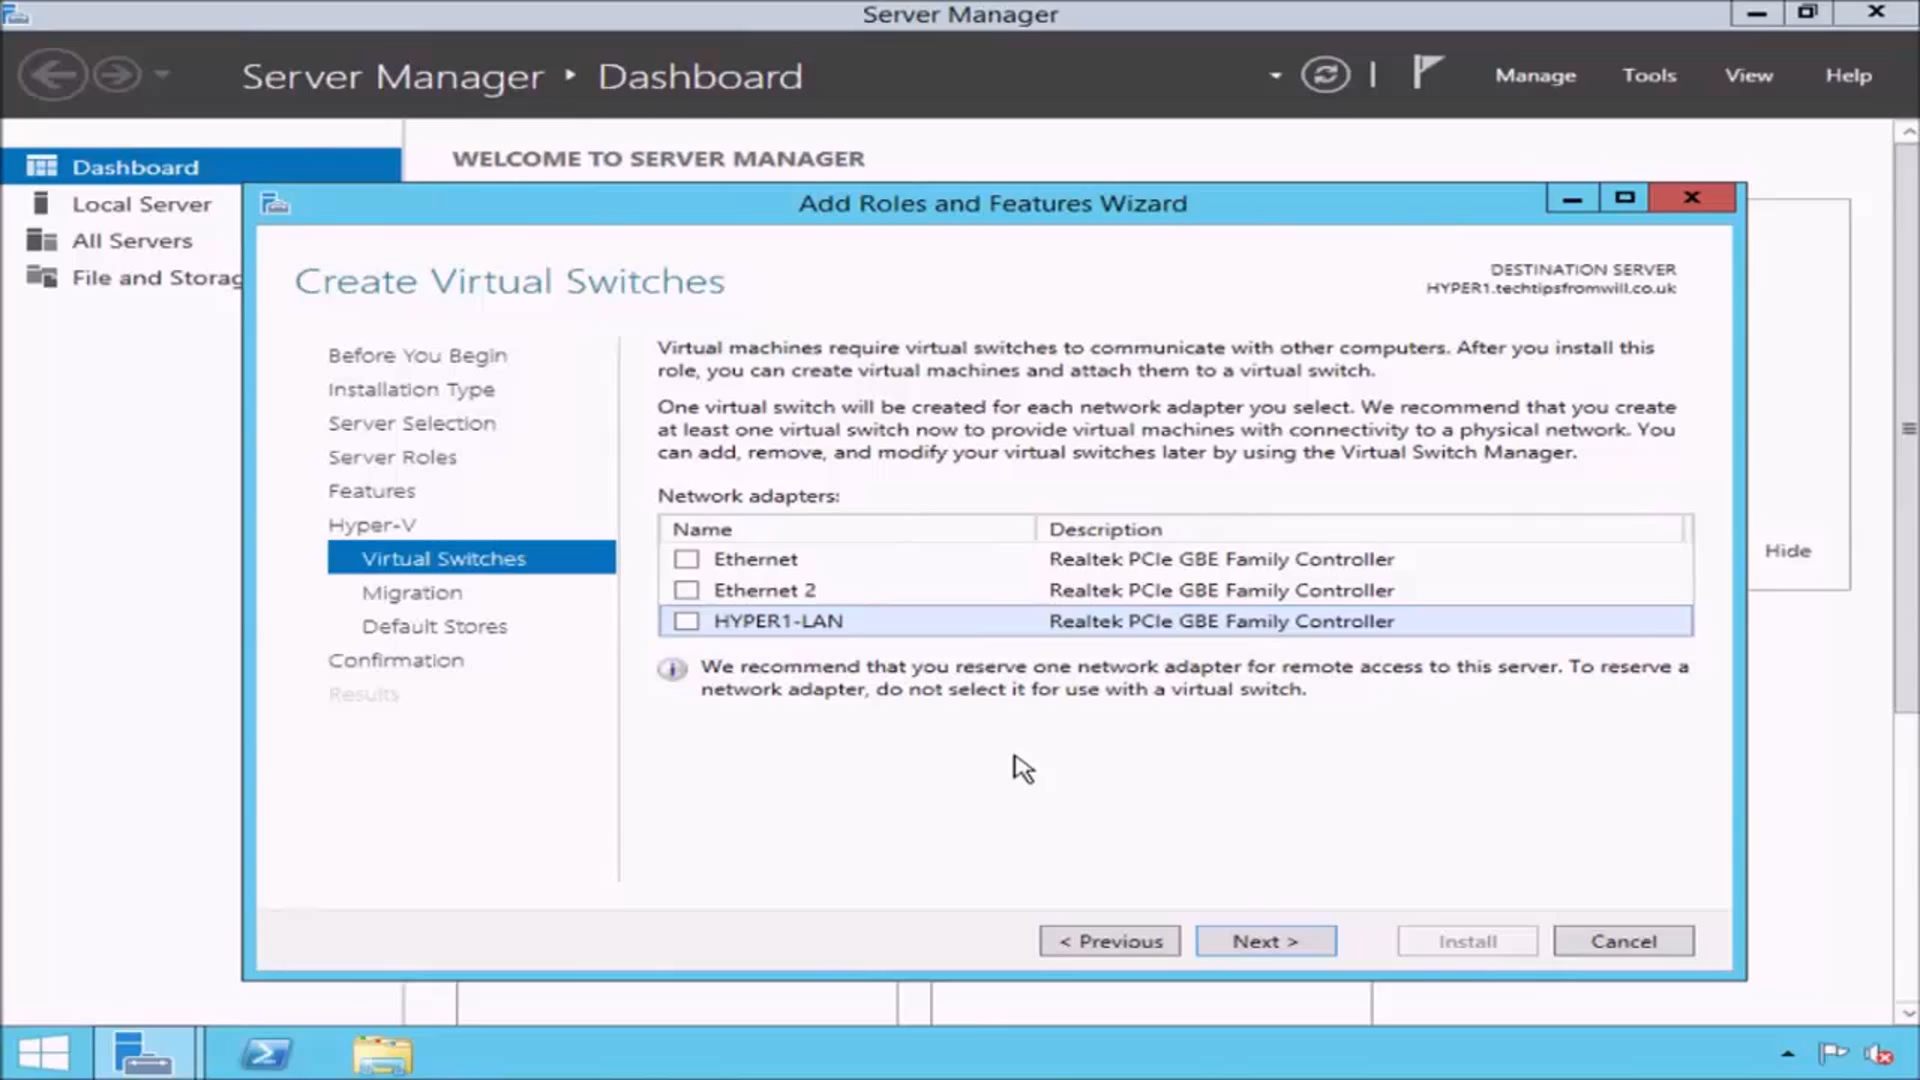 Server Manager
Server Manager ‣ Dashboard
Manage
Tools
View
Help
Dashboard
Local Server
All Servers
File and Storag
WELCOME TO SERVER MANAGER
Hide
Add Roles and Features Wizard
Create Virtual Switches
DESTINATION SERVER
HYPER1.techtipsfromwill.co.uk
Before You Begin
Installation Type
Server Selection
Server Roles
Features
Hyper-V
Virtual Switches
Migration
Default Stores
Confirmation
Results
Virtual machines require virtual switches to communicate with other computers. After you install this
role, you can create virtual machines and attach them to a virtual switch.
One virtual switch will be created for each network adapter you select. We recommend that you create
at least one virtual switch now to provide virtual machines with connectivity to a physical network. You
can add, remove, and modify your virtual switches later by using the Virtual Switch Manager.
Network adapters:
Name Description
Ethernet Realtek PCIe GBE Family Controller
Ethernet 2 Realtek PCIe GBE Family Controller
HYPER1-LAN Realtek PCIe GBE Family Controller
We recommend that you reserve one network adapter for remote access to this server. To reserve a
network adapter, do not select it for use with a virtual switch.
< Previous
Next >
Install
Cancel